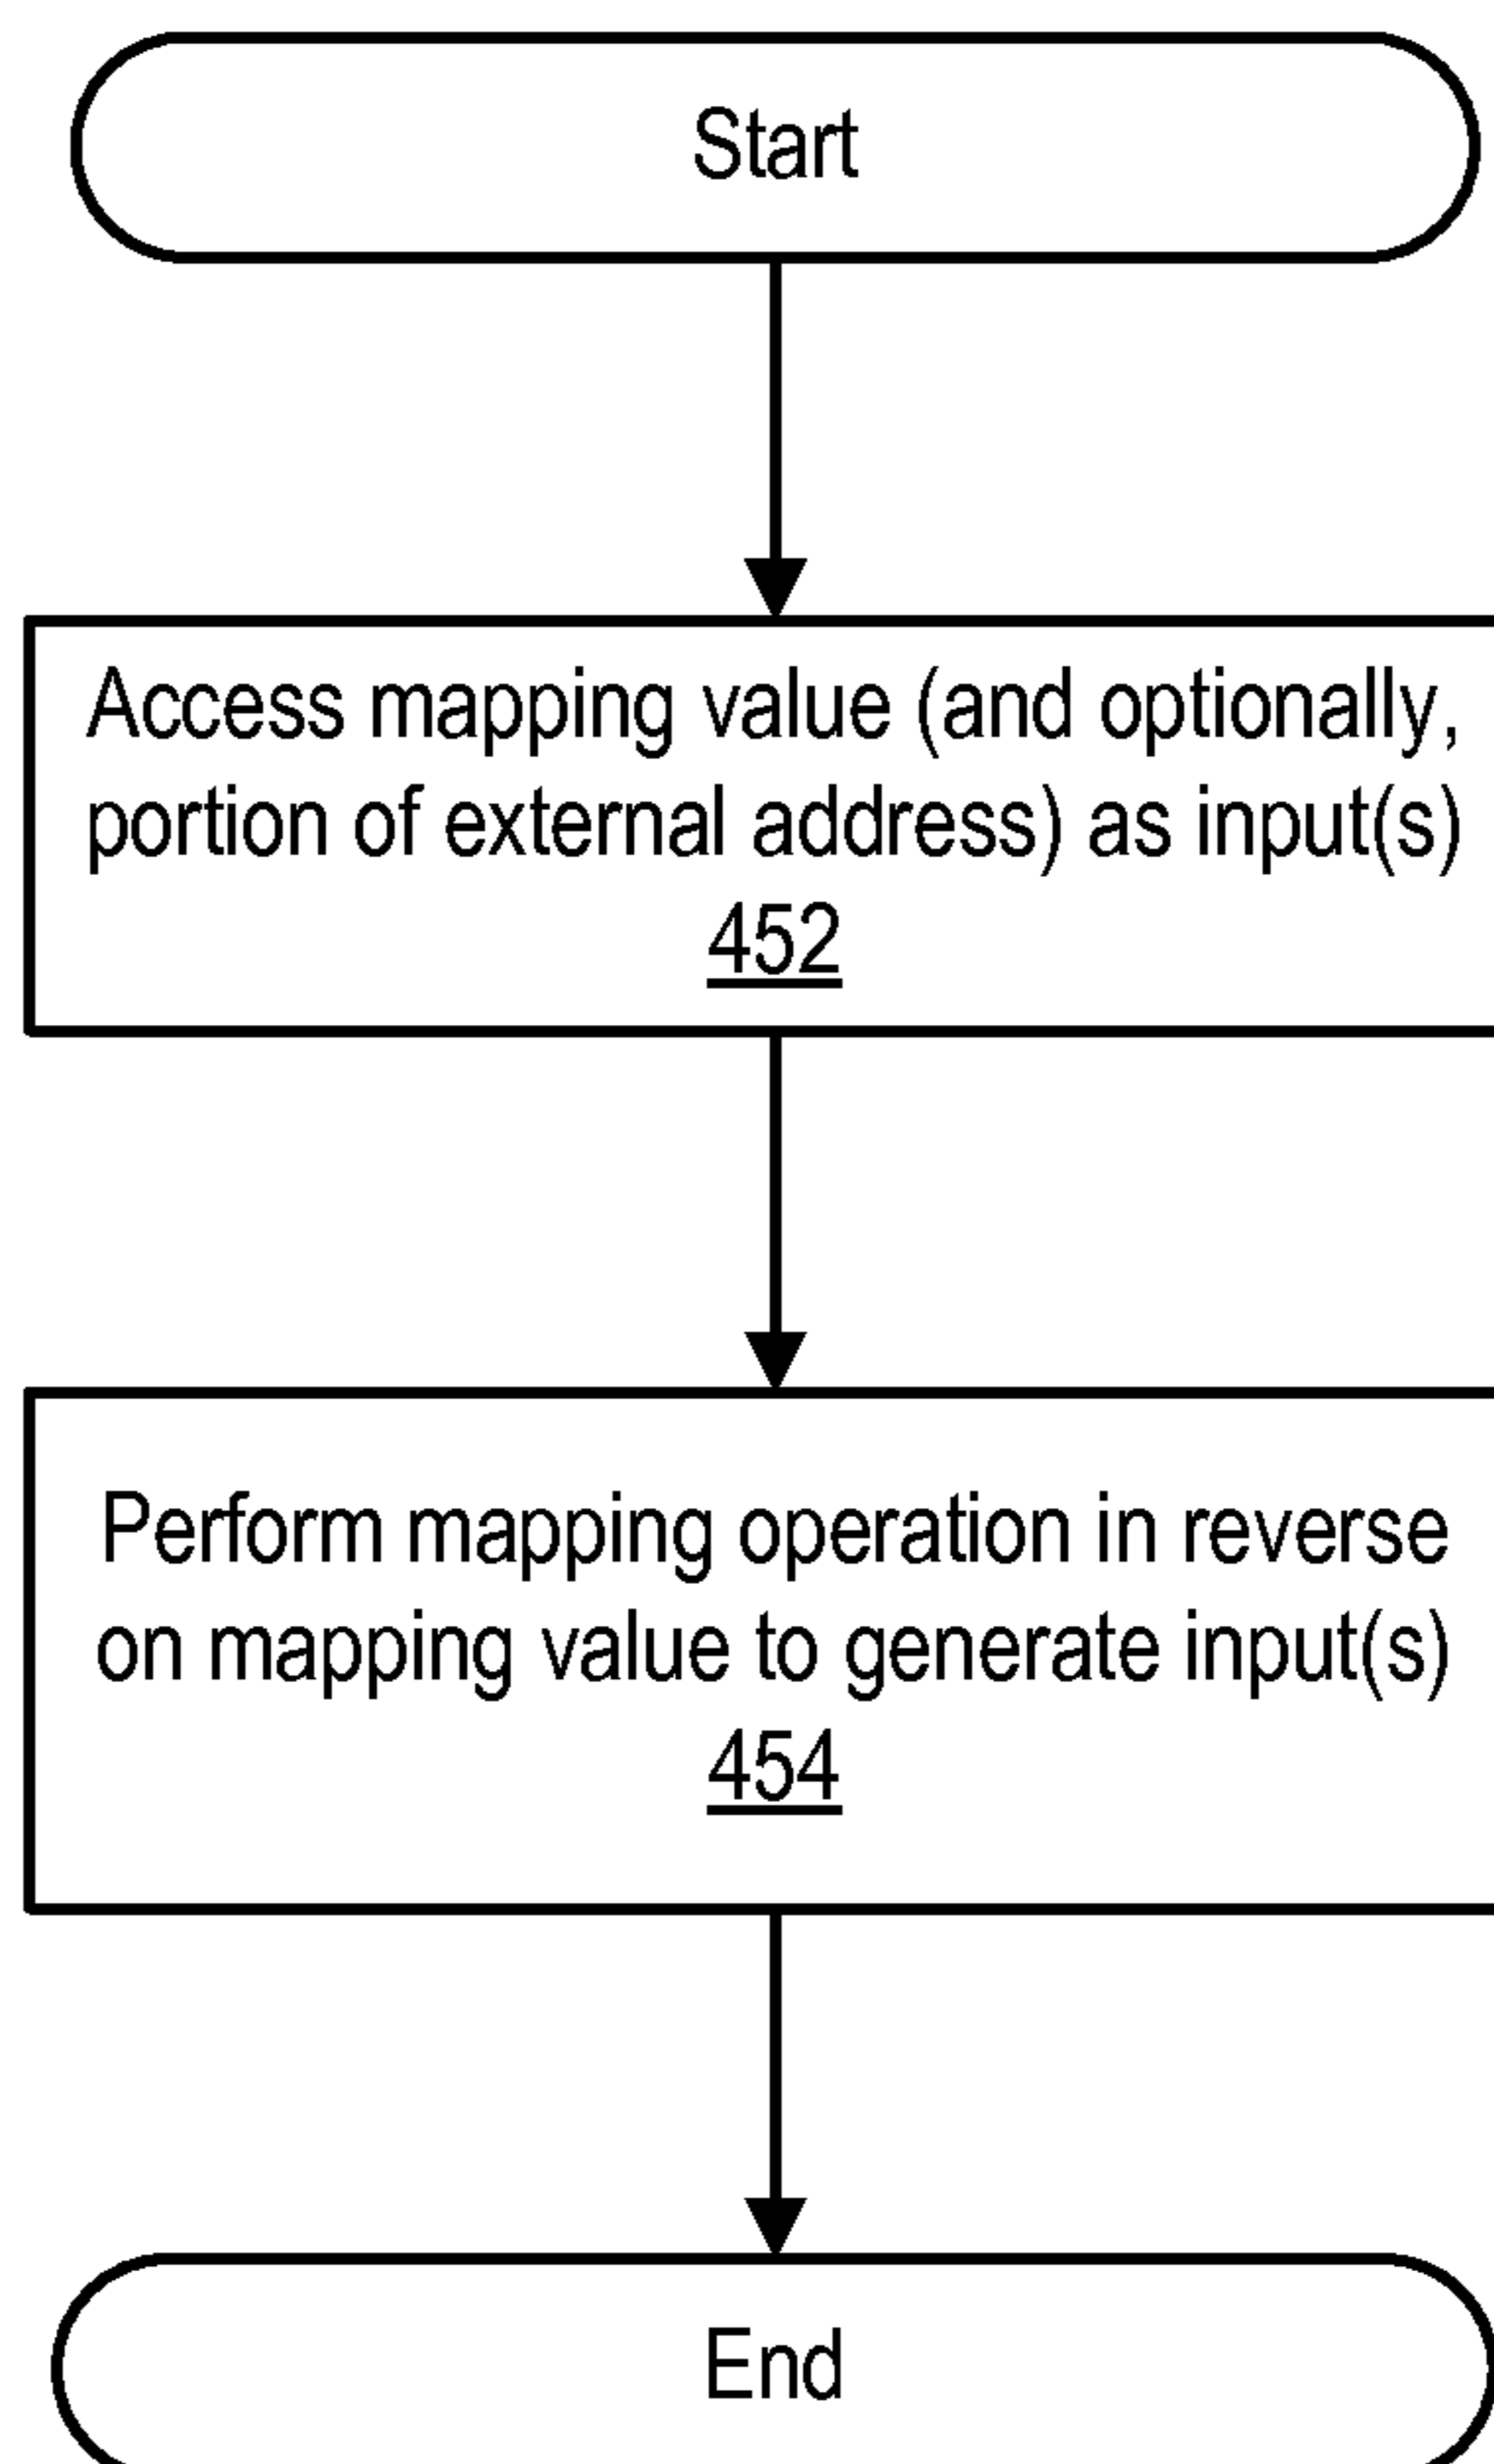 Start
Access mapping value (and optionally,
portion of external address) as input(s)
452
Perform mapping operation in reverse
on mapping value to generate input(s)
454
End